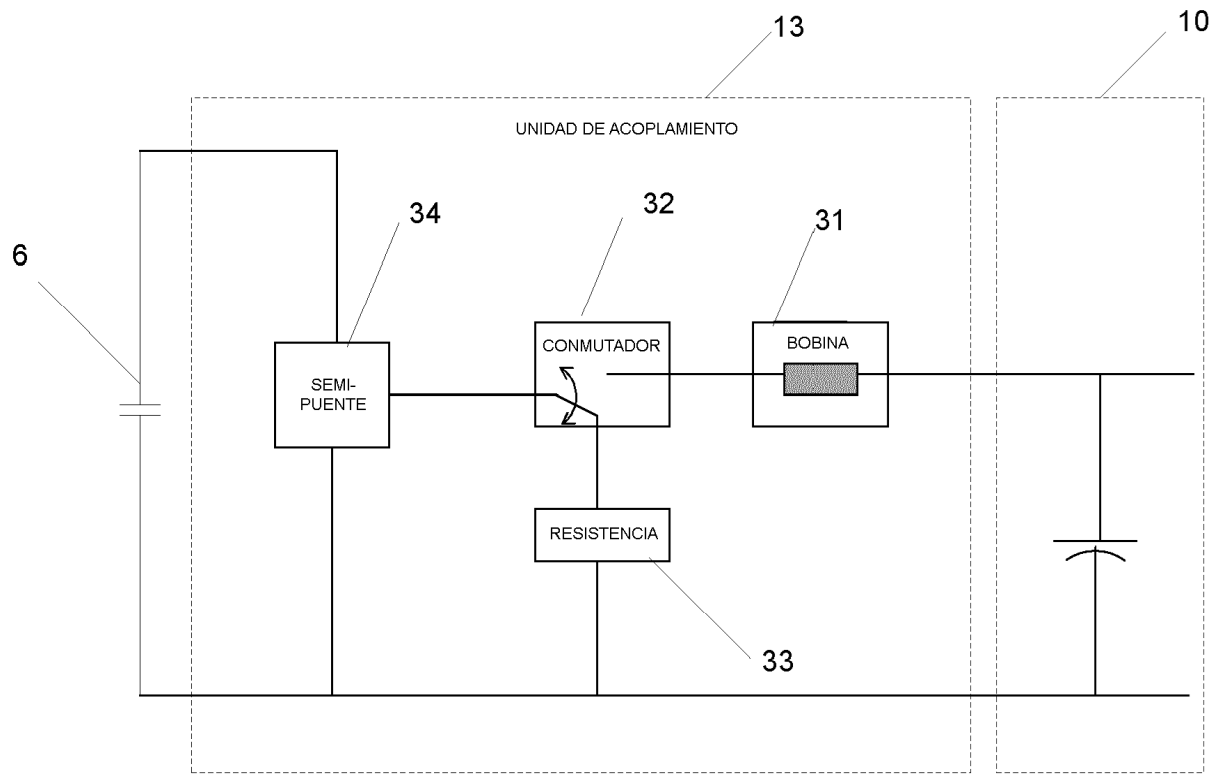 13
10
UNIDAD DE ACOPLAMIENTO
34
32
31
6
CONMUTADOR
BOBINA
SEMI-
PUENTE
RESISTENCIA
33